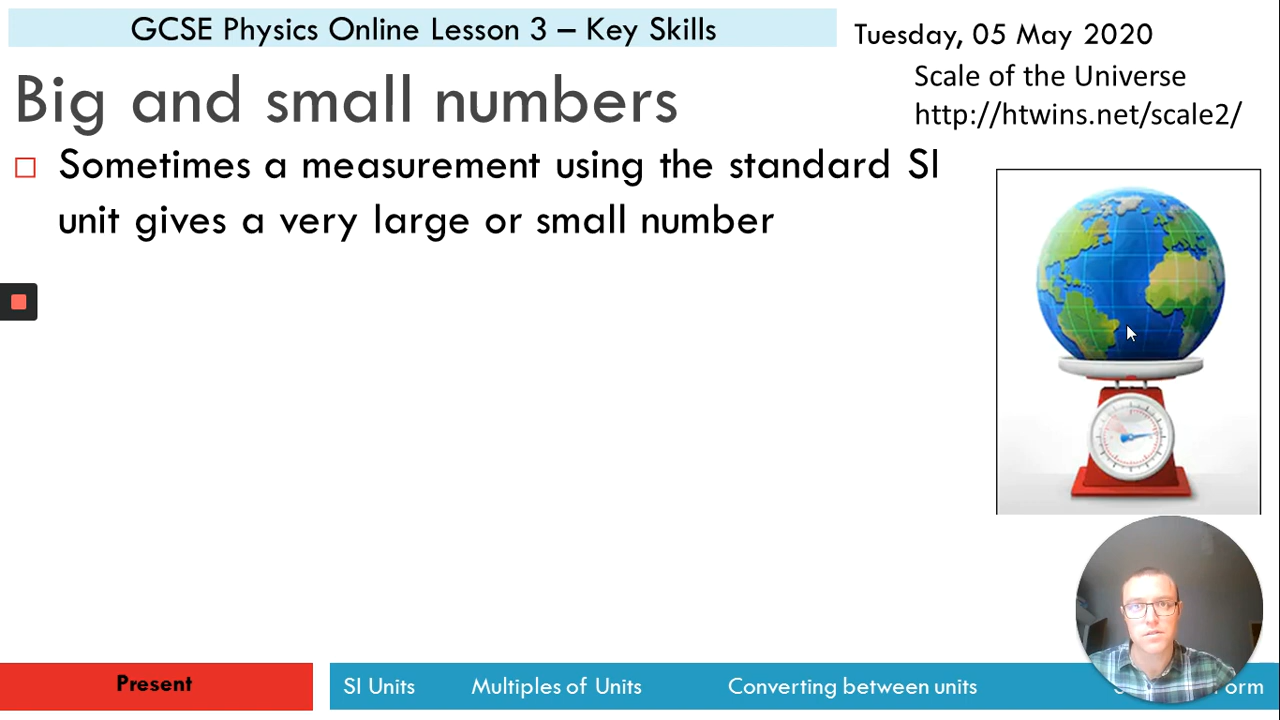 GCSE Physics Online Lesson 3 – Key Skills
Tuesday, 05 May 2020
Big and small numbers
Scale of the Universe
http://htwins.net/scale2/
Sometimes a measurement using the standard SI
unit gives a very large or small number
Present
SI Units
Multiples of Units
Converting between units